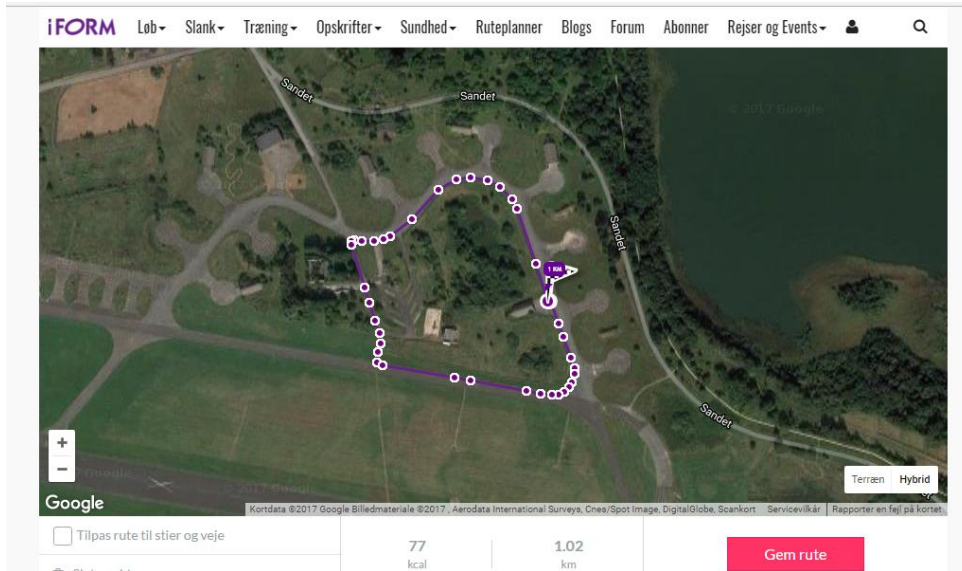 iFORM Løb Slank Træning Opskrifter Sundhed Ruteplanner Blogs Forum Abonner Rejser og Events
Sandet
Sandet
© 2017 Google
Sandet
1 KM
Sandet
+
−
Terræn Hybrid
Google
Kortdata ©2017 Google Billedmateriale ©2017 , Aerodata International Surveys, Cnes/Spot Image, DigitalGlobe, Scankort Servicevilkår Rapporter en fejl på kortet
Tilpas rute til stier og veje
77
kcal
1.02
km
Gem rute